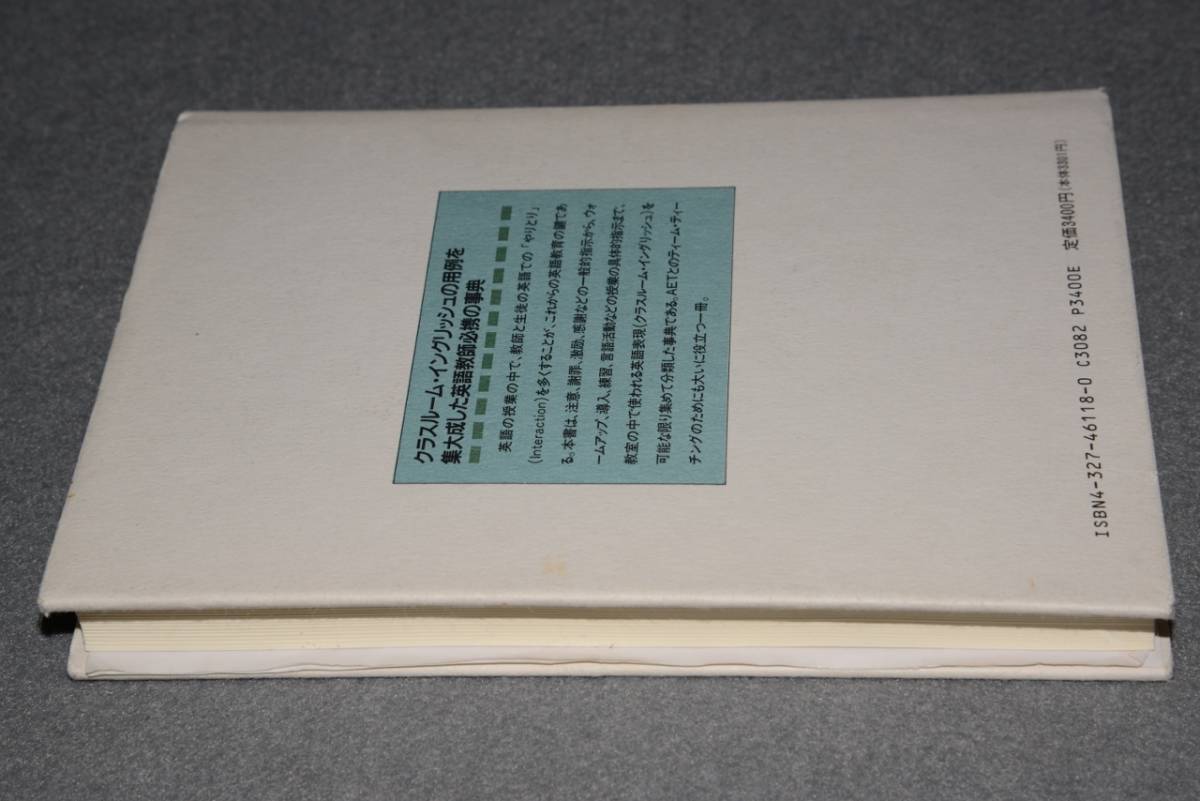 クラスルーム・イングリッシュの用例を
集大成した英語教師必携の事典
英語の授業の中で、教師と生徒の英語での「やりとり」
(Interaction)を多くすることが、これからの英語教育の鍵であ
る。本書は、注意、謝罪、激励、感謝などの一般的指示から、ウォ
ームアップ、導入、練習、言語活動などの授業の具体的指示まで、
教室の中で使われる英語表現(クラスルーム・イングリッシュ)を
可能な限り集めて分類した事典である。AETとのティーム・ティー
チングのためにも大いに役立つ一冊。
ISBN4-327-46118-0 C3082 P3400E 定価3400円(本体3301円)